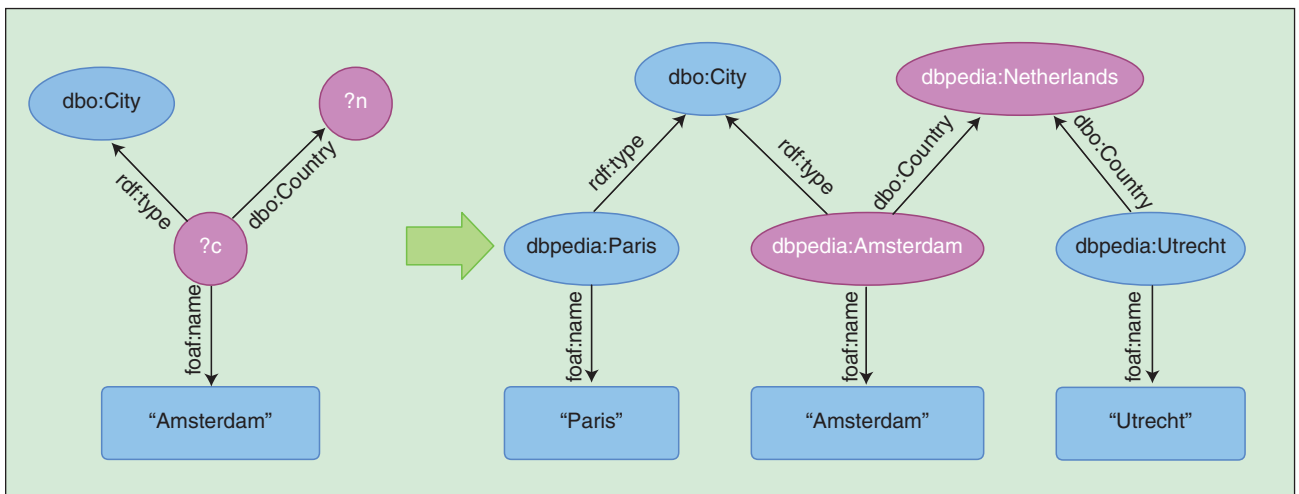 dbo:City
?n
rdf:type
dbo:Country
?c
foaf:name
“Amsterdam”
dbo:City
dbpedia:Netherlands
rdf:type
rdf:type
dbo:Country
dbo:Country
dbpedia:Paris
dbpedia:Amsterdam
dbpedia:Utrecht
foaf:name
foaf:name
foaf:name
“Paris”
“Amsterdam”
“Utrecht”